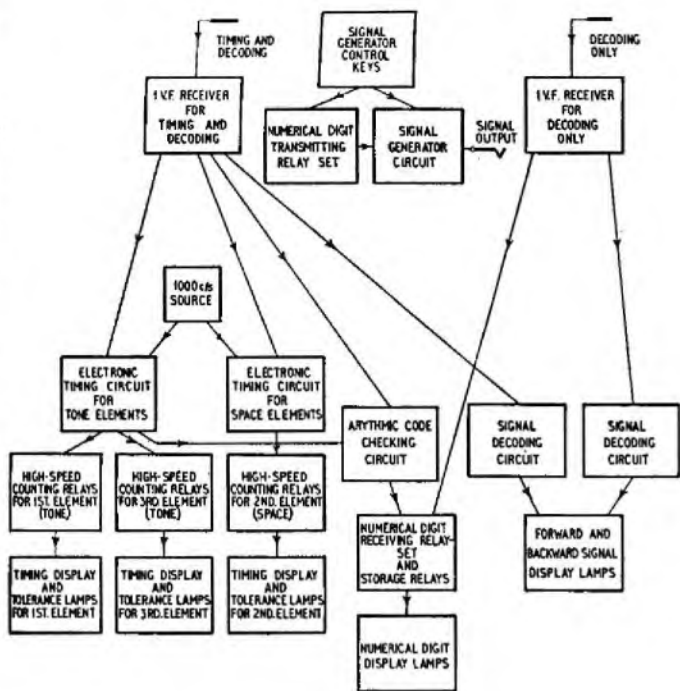 TIMING AND
DECODING
SIGNAL
GENERATOR
CONTROL
KEYS
DECODING
ONLY
1 V.F. RECEIVER
FOR
TIMING AND
DECODING
NUMERICAL DIGIT
TRANSMITTING
RELAY SET
SIGNAL
GENERATOR
CIRCUIT
SIGNAL
OUTPUT
1 V.F. RECEIVER
FOR
DECODING
ONLY
1000 c/s
SOURCE
ELECTRONIC
TIMING CIRCUIT
FOR
TONE ELEMENTS
ELECTRONIC
TIMING CIRCUIT
FOR
SPACE ELEMENTS
ARYTHMIC CODE
CHECKING
CIRCUIT
SIGNAL
DECODING
CIRCUIT
SIGNAL
DECODING
CIRCUIT
HIGH-SPEED
COUNTING RELAYS
FOR 1ST. ELEMENT
(TONE)
HIGH-SPEED
COUNTING RELAYS
FOR 3RD. ELEMENT
(TONE)
HIGH-SPEED
COUNTING RELAYS
FOR 2ND. ELEMENT
(SPACE)
NUMERICAL DIGIT
RECEIVING RELAY-
SET
AND
STORAGE RELAYS
FORWARD AND
BACKWARD SIGNAL
DISPLAY LAMPS
TIMING DISPLAY
AND
TOLERANCE LAMPS
FOR 1ST. ELEMENT
TIMING DISPLAY
AND
TOLERANCE LAMPS
FOR 3RD. ELEMENT
TIMING DISPLAY
AND
TOLERANCE LAMPS
FOR 2ND. ELEMENT
NUMERICAL DIGIT
DISPLAY LAMPS